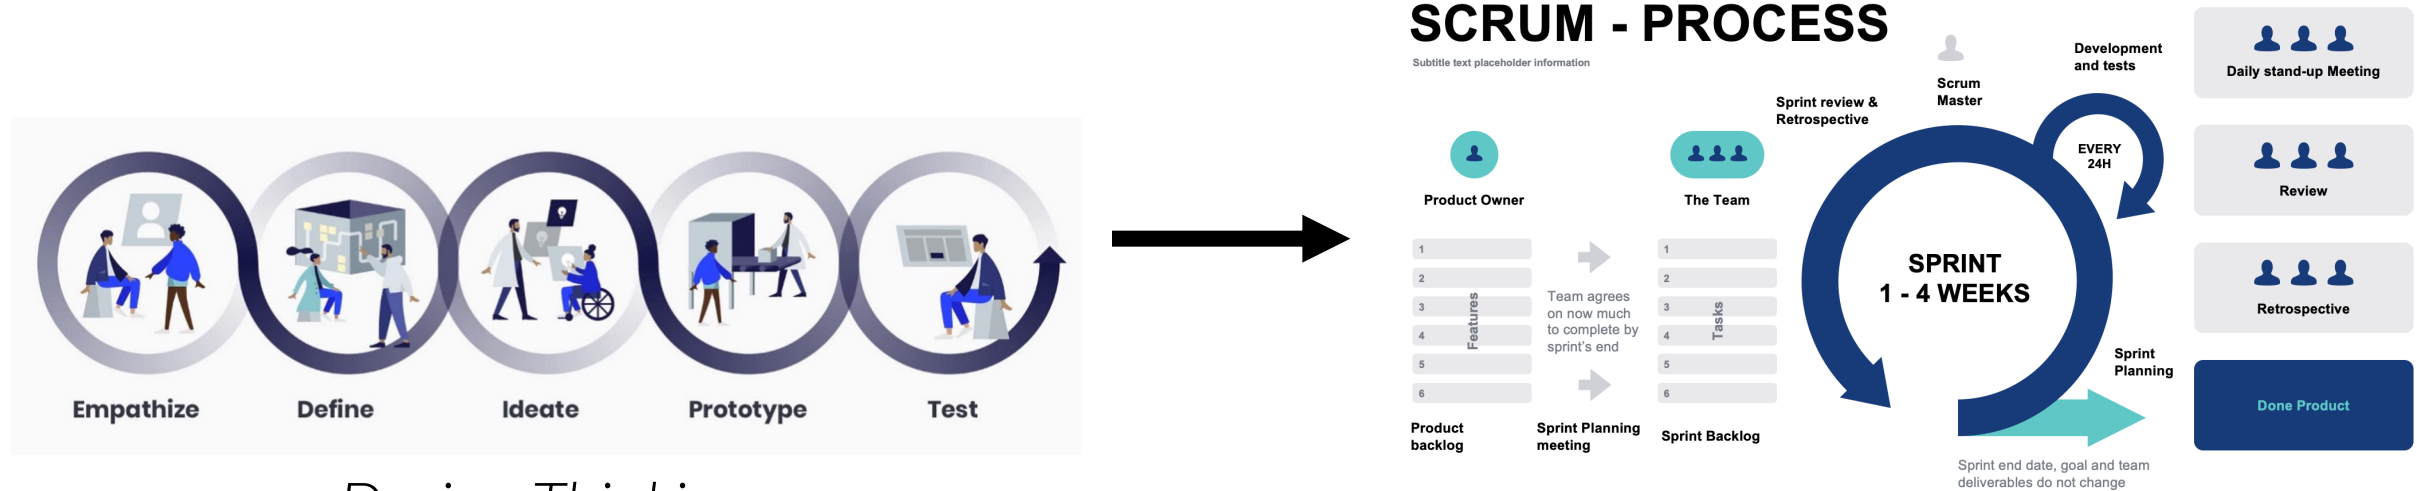 Empathize
Define
Ideate
Prototype
Test
SCRUM - PROCESS
Subtitle text placeholder information
Product Owner
1
2
3
4
5
6
Features
Product
backlog
Team agrees
on now much
to complete by
sprint's end
Sprint Planning
meeting
The Team
1
2
3
4
5
6
Tasks
Sprint Backlog
Sprint review &
Retrospective
Scrum
Master
Development
and tests
EVERY
24H
SPRINT
1 - 4 WEEKS
Sprint
Planning
Sprint end date, goal and team
deliverables do not change
Daily stand-up Meeting
Review
Retrospective
Done Product